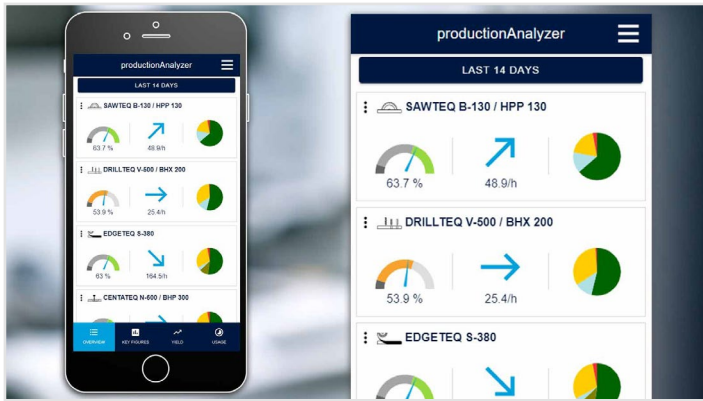 productionAnalyzer
LAST 14 DAYS
SAWTEQ B-130 / HPP 130
63.7 %
48.9/h
DRILLTEQ V-500 / BHX 200
53.9 %
25.4/h
EDGETEQ S-380
63 %
164.5/h
CENTATEQ N-600 / BHP 300
OVERVIEW
KEY FIGURES
YIELD
USAGE
productionAnalyzer
LAST 14 DAYS
SAWTEQ B-130 / HPP 130
63.7 %
48.9/h
DRILLTEQ V-500 / BHX 200
53.9 %
25.4/h
EDGETEQ S-380